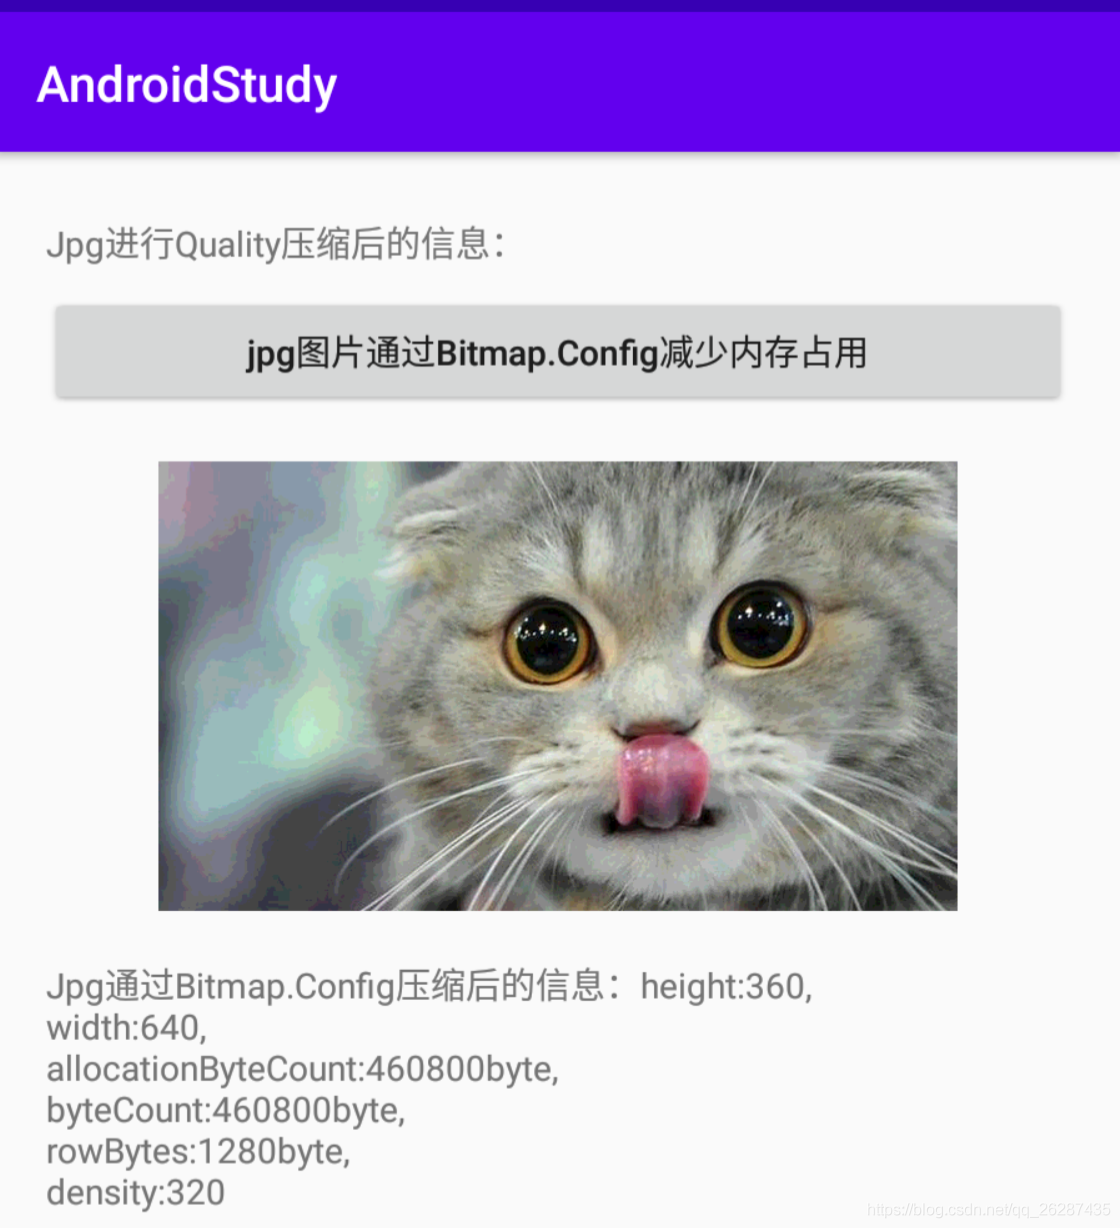 AndroidStudy
Jpg进行Quality压缩后的信息：
jpg图片通过Bitmap.Config减少内存占用
Jpg通过Bitmap.Config压缩后的信息：height:360,
width:640,
allocationByteCount:460800byte,
byteCount:460800byte,
rowBytes:1280byte,
density:320
https://blog.csdn.net/qq_26287435